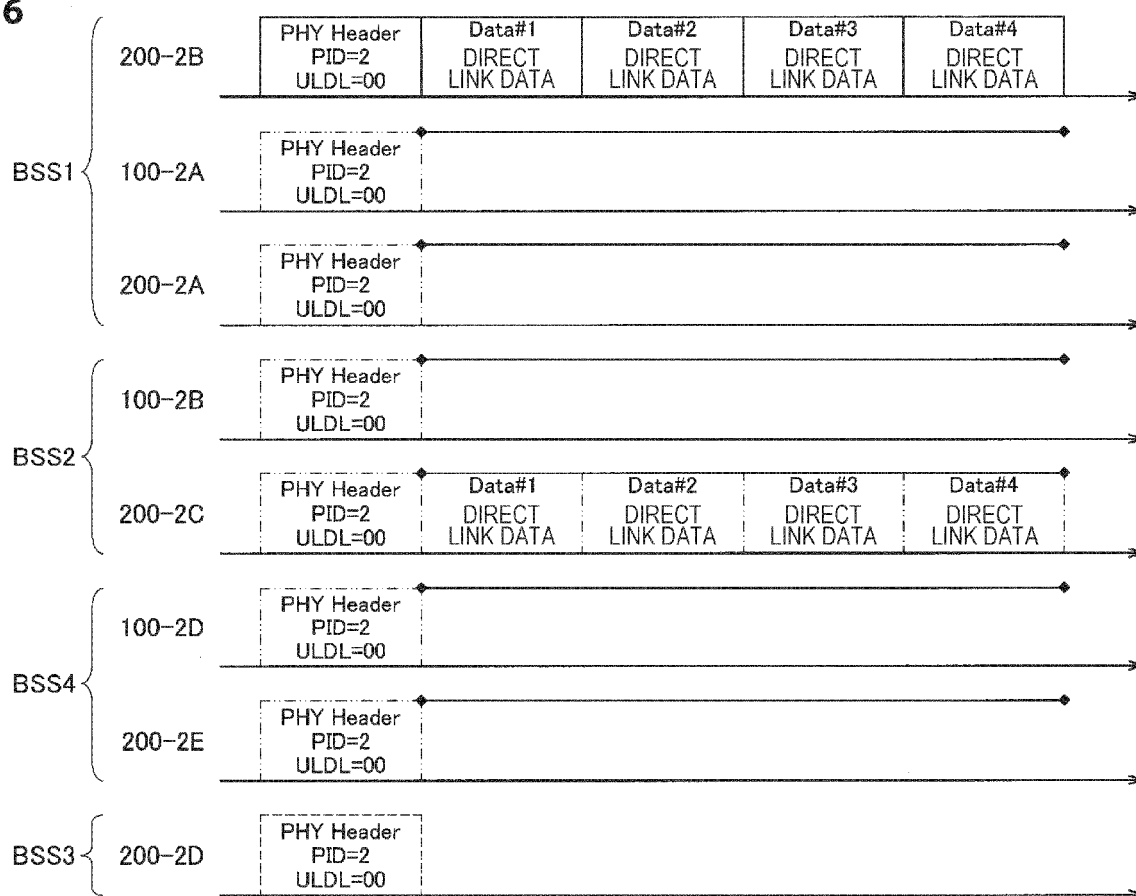 6
BSS1
200-2B
PHY Header
PID=2
ULDL=00
Data#1
DIRECT
LINK DATA
Data#2
DIRECT
LINK DATA
Data#3
DIRECT
LINK DATA
Data#4
DIRECT
LINK DATA
100-2A
PHY Header
PID=2
ULDL=00
200-2A
PHY Header
PID=2
ULDL=00
BSS2
100-2B
PHY Header
PID=2
ULDL=00
200-2C
PHY Header
PID=2
ULDL=00
Data#1
DIRECT
LINK DATA
Data#2
DIRECT
LINK DATA
Data#3
DIRECT
LINK DATA
Data#4
DIRECT
LINK DATA
BSS4
100-2D
PHY Header
PID=2
ULDL=00
200-2E
PHY Header
PID=2
ULDL=00
BSS3
200-2D
PHY Header
PID=2
ULDL=00